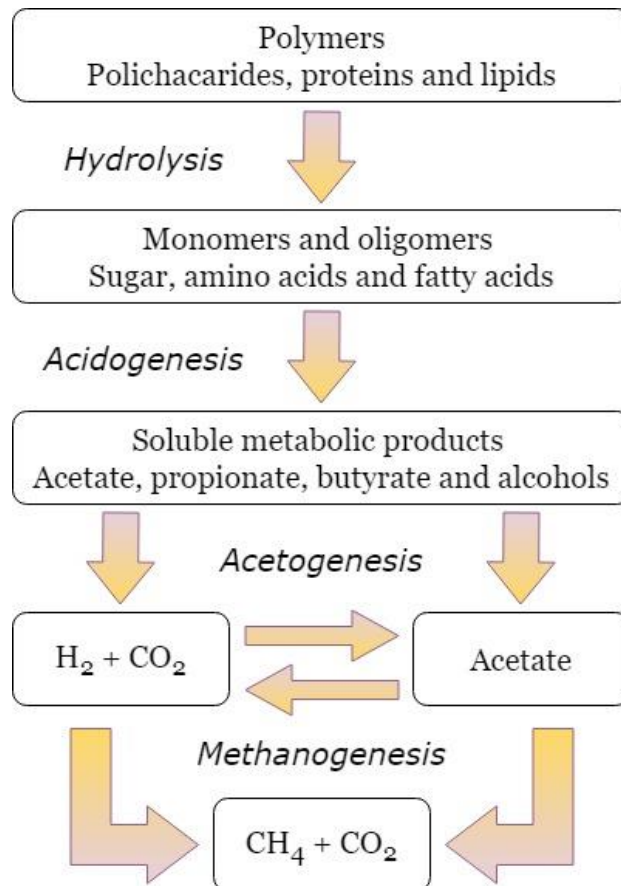 Polymers
Polichacarides, proteins and lipids
Hydrolysis
Monomers and oligomers
Sugar, amino acids and fatty acids
Acidogenesis
Soluble metabolic products
Acetate, propionate, butyrate and alcohols
Acetogenesis
H₂ + CO₂
Acetate
Methanogenesis
CH₄ + CO₂